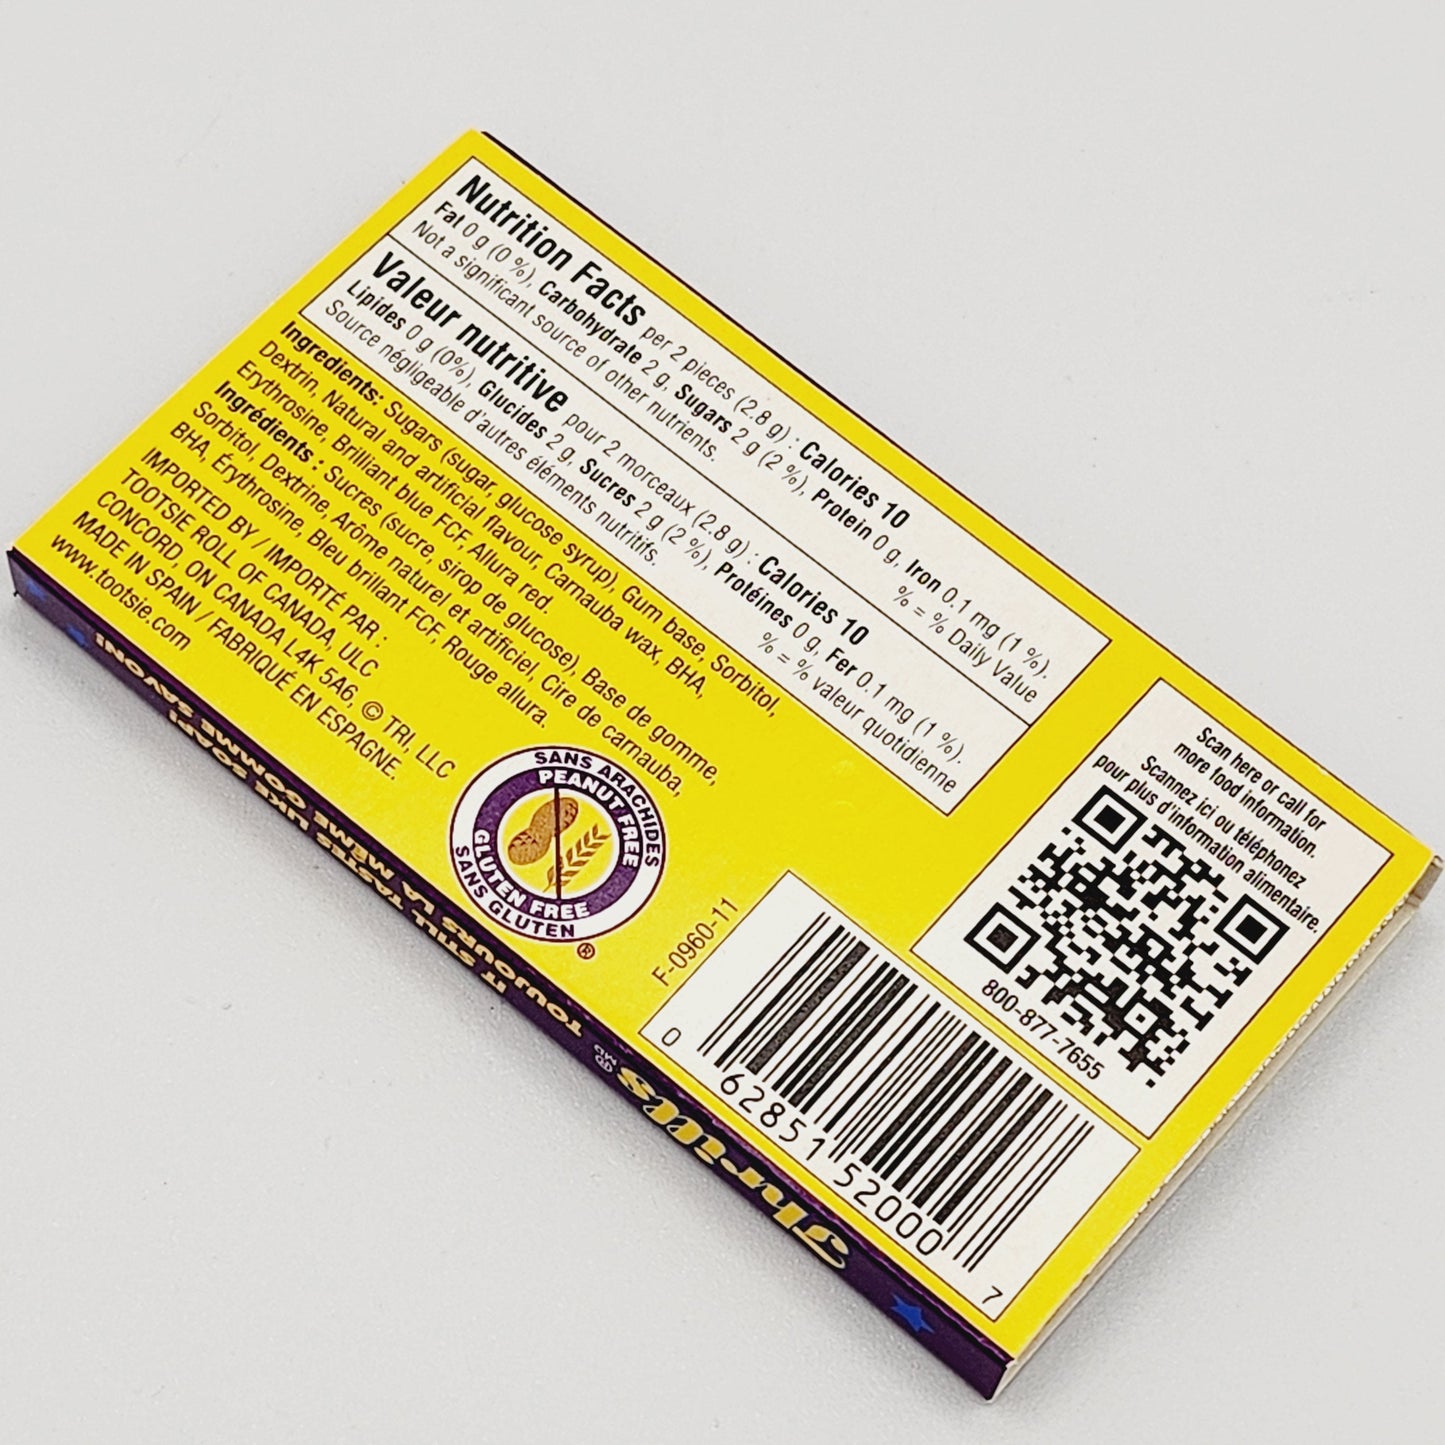 Nutrition Facts per 2 pieces (2.8 g) : Calories 10
Fat 0 g (0 %), Carbohydrate 2 g, Sugars 2 g (2 %), Protein 0 g, Iron 0.1 mg (1 %).
Not a significant source of other nutrients.
% = % Daily Value
Valeur nutritive pour 2 morceaux (2.8 g) : Calories 10
Lipides 0 g (0%), Glucides 2 g, Sucres 2 g (2 %), Protéines 0 g, Fer 0.1 mg (1 %).
Source négligeable d'autres éléments nutritifs.
% = % valeur quotidienne
Ingredients: Sugars (sugar, glucose syrup), Gum base, Sorbitol,
Dextrin, Natural and artificial flavour, Carnauba wax, BHA,
Erythrosine, Brilliant blue FCF, Allura red.
Ingrédients : Sucres (sucre, sirop de glucose), Base de gomme,
Sorbitol, Dextrine, Arôme naturel et artificiel, Cire de carnauba,
BHA, Érythrosine, Bleu brillant FCF, Rouge allura.
IMPORTED BY / IMPORTÉ PAR :
TOOTSIE ROLL OF CANADA, ULC
CONCORD, ON CANADA L4K 5A6, © TRI, LLC
MADE IN SPAIN / FABRIQUÉ EN ESPAGNE.
www.tootsie.com
SANS ARACHIDES
PEANUT FREE
GLUTEN FREE
SANS GLUTEN
®
F-0960-11
Scan here or call for
more food information.
Scannez ici ou téléphonez
pour plus d'information alimentaire.
800-877-7655
0 62851 52000 7
Thrills
MD
IT STILL TASTES LIKE SOAP!
TOUJOURS LA MÊME COMME SAVON!